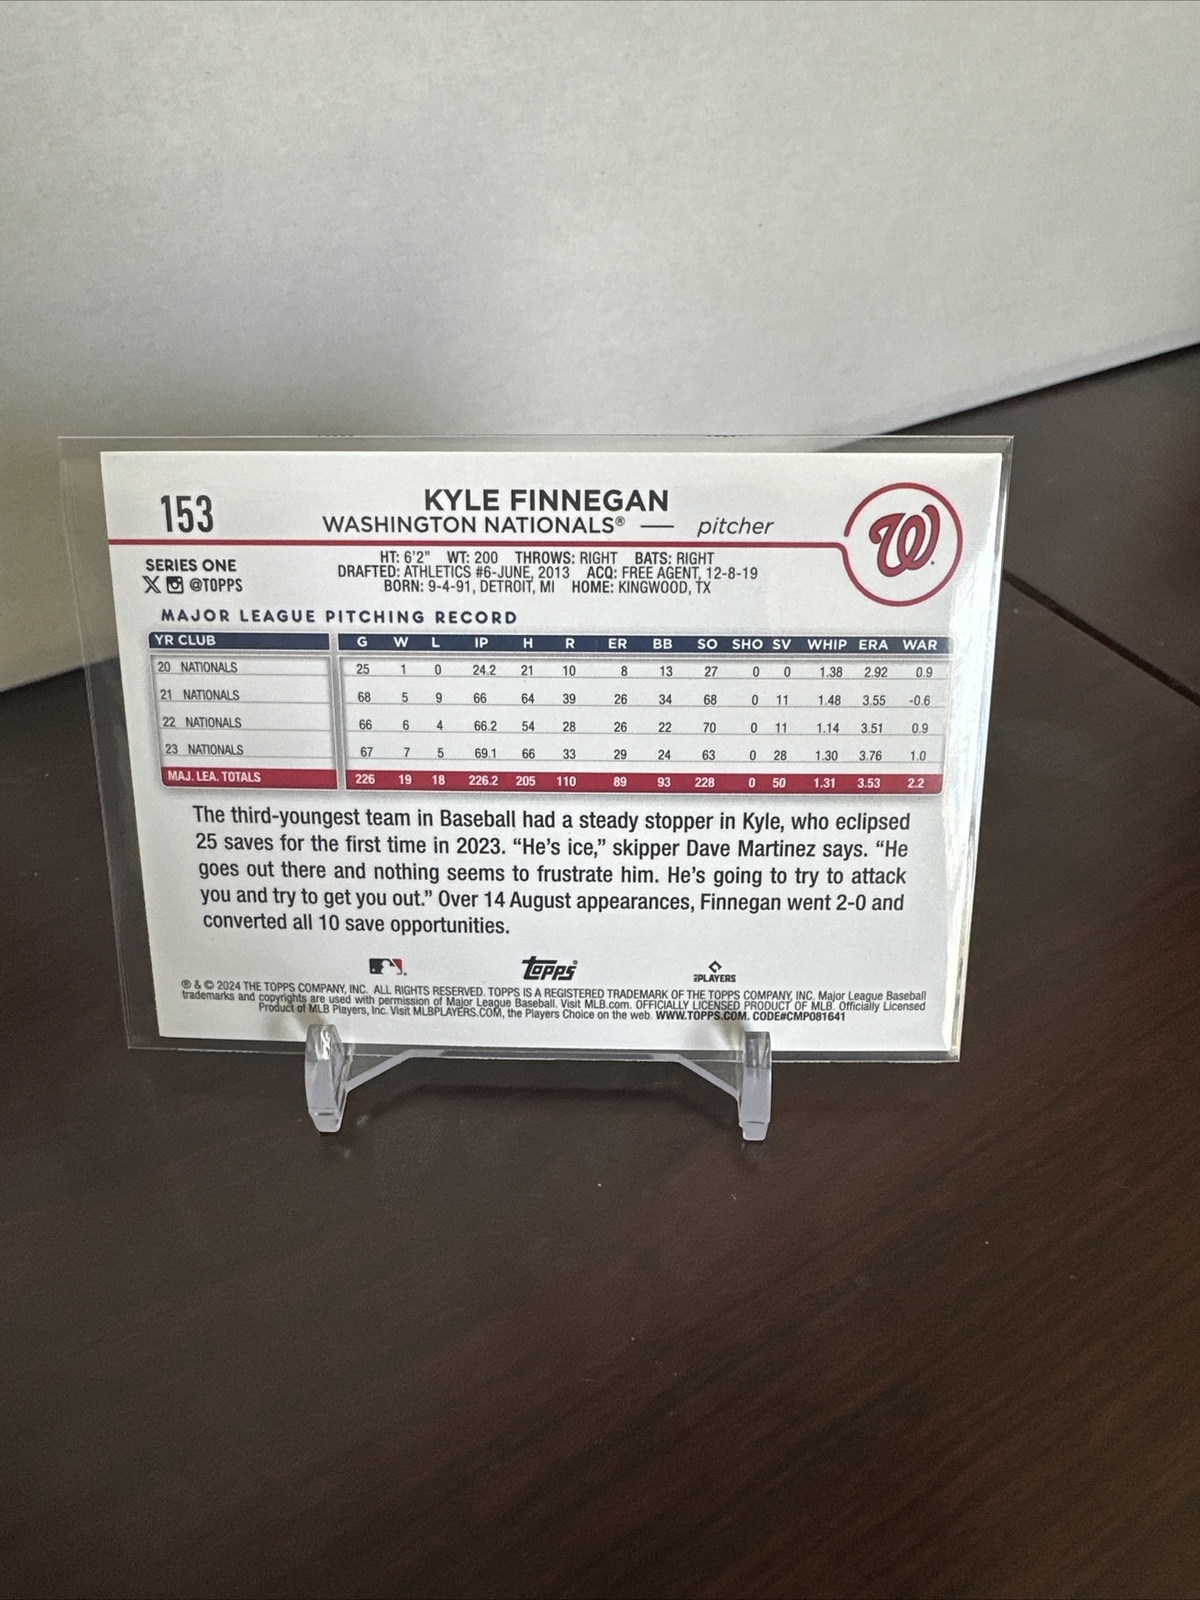 153
KYLE FINNEGAN
WASHINGTON NATIONALS® — pitcher
W
SERIES ONE
@TOPPS
HT: 6'2" WT: 200 THROWS: RIGHT BATS: RIGHT
DRAFTED: ATHLETICS #6-JUNE, 2013 ACQ: FREE AGENT, 12-8-19
BORN: 9-4-91, DETROIT, MI HOME: KINGWOOD, TX
MAJOR LEAGUE PITCHING RECORD
YR CLUB G W L IP H R ER BB SO SHO SV WHIP ERA WAR
20 NATIONALS 25 1 0 24.2 21 10 8 13 27 0 0 1.38 2.92 0.9
21 NATIONALS 68 5 9 66 64 39 26 34 68 0 11 1.48 3.55 -0.6
22 NATIONALS 66 6 4 66.2 54 28 26 22 70 0 11 1.14 3.51 0.9
23 NATIONALS 67 7 5 69.1 66 33 29 24 63 0 28 1.30 3.76 1.0
MAJ. LEA. TOTALS 226 19 18 226.2 205 110 89 93 228 0 50 1.31 3.53 2.2
The third-youngest team in Baseball had a steady stopper in Kyle, who eclipsed
25 saves for the first time in 2023. “He’s ice,” skipper Dave Martinez says. “He
goes out there and nothing seems to frustrate him. He’s going to try to attack
you and try to get you out.” Over 14 August appearances, Finnegan went 2-0 and
converted all 10 save opportunities.
Topps
PLAYERS
® & © 2024 THE TOPPS COMPANY, INC. ALL RIGHTS RESERVED. TOPPS IS A REGISTERED TRADEMARK OF THE TOPPS COMPANY, INC. Major League Baseball
trademarks and copyrights are used with permission of Major League Baseball. Visit MLB.com. OFFICIALLY LICENSED PRODUCT OF MLB. Officially Licensed
Product of MLB Players, Inc. Visit MLBPLAYERS.COM, the Players Choice on the web. WWW.TOPPS.COM. CODE#CMP081641